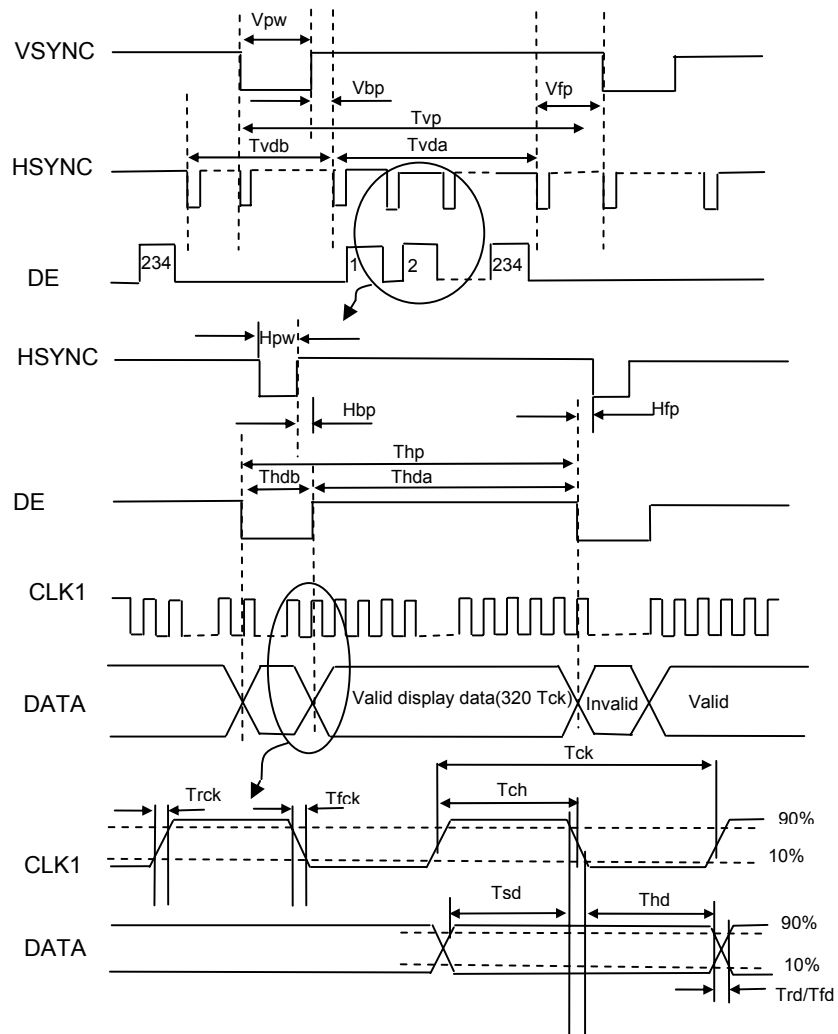 Vpw
VSYNC
Vbp
Vfp
Tvp
Tvdb
Tvda
HSYNC
234
1
2
234
DE
Hpw
HSYNC
Hbp
Hfp
Thp
Thdb
Thda
DE
CLK1
Valid display data(320 Tck)
Invalid
Valid
DATA
Tck
Trck
Tfck
Tch
90%
10%
CLK1
Tsd
Thd
90%
DATA
10%
Trd/Tfd